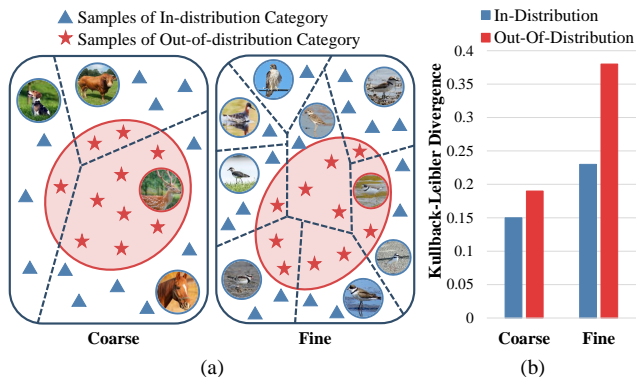 Samples of In-distribution Category
Samples of Out-of-distribution Category
Coarse
Fine
(a)
In-Distribution
Out-Of-Distribution
Kullback-Leibler Divergence
0.4
0.35
0.3
0.25
0.2
0.15
0.1
0.05
0
Coarse
Fine
(b)